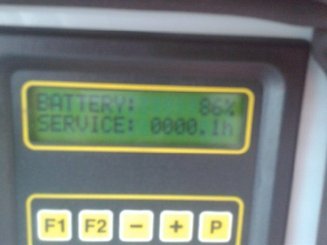 BATTERY: 86%
SERVICE: 0000.1h
F1 F2 - + P